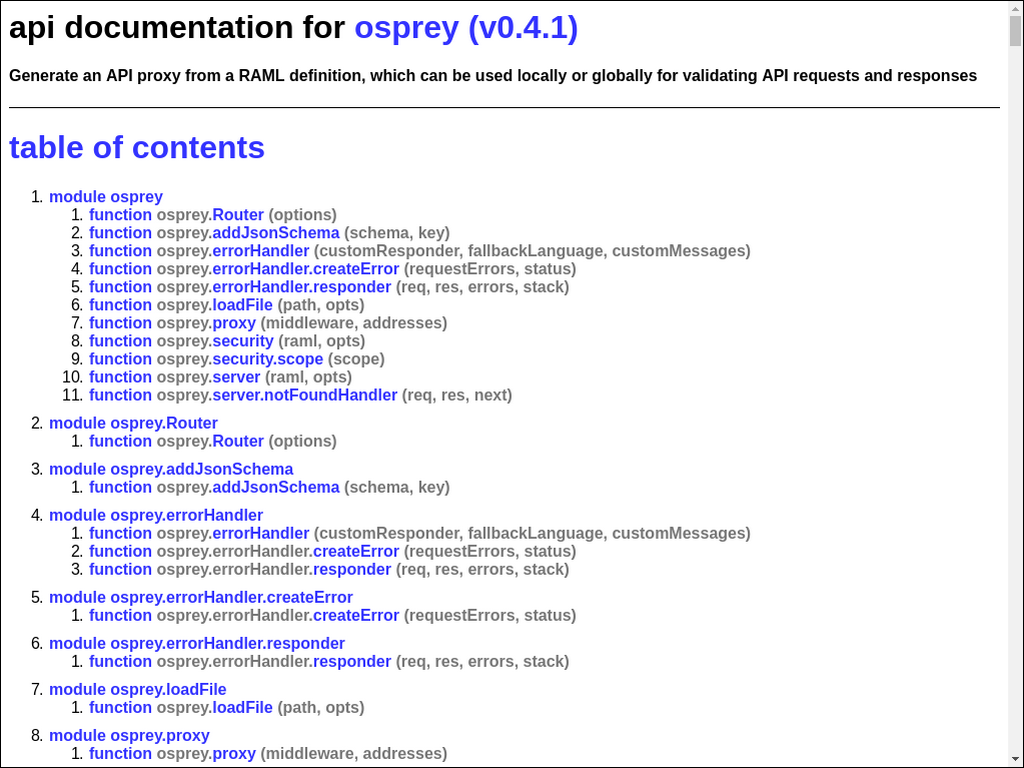 api documentation for osprey (v0.4.1)
Generate an API proxy from a RAML definition, which can be used locally or globally for validating API requests and responses
table of contents
1. module osprey
1. function osprey.Router (options)
2. function osprey.addJsonSchema (schema, key)
3. function osprey.errorHandler (customResponder, fallbackLanguage, customMessages)
4. function osprey.errorHandler.createError (requestErrors, status)
5. function osprey.errorHandler.responder (req, res, errors, stack)
6. function osprey.loadFile (path, opts)
7. function osprey.proxy (middleware, addresses)
8. function osprey.security (raml, opts)
9. function osprey.security.scope (scope)
10. function osprey.server (raml, opts)
11. function osprey.server.notFoundHandler (req, res, next)
2. module osprey.Router
1. function osprey.Router (options)
3. module osprey.addJsonSchema
1. function osprey.addJsonSchema (schema, key)
4. module osprey.errorHandler
1. function osprey.errorHandler (customResponder, fallbackLanguage, customMessages)
2. function osprey.errorHandler.createError (requestErrors, status)
3. function osprey.errorHandler.responder (req, res, errors, stack)
5. module osprey.errorHandler.createError
1. function osprey.errorHandler.createError (requestErrors, status)
6. module osprey.errorHandler.responder
1. function osprey.errorHandler.responder (req, res, errors, stack)
7. module osprey.loadFile
1. function osprey.loadFile (path, opts)
8. module osprey.proxy
1. function osprey.proxy (middleware, addresses)